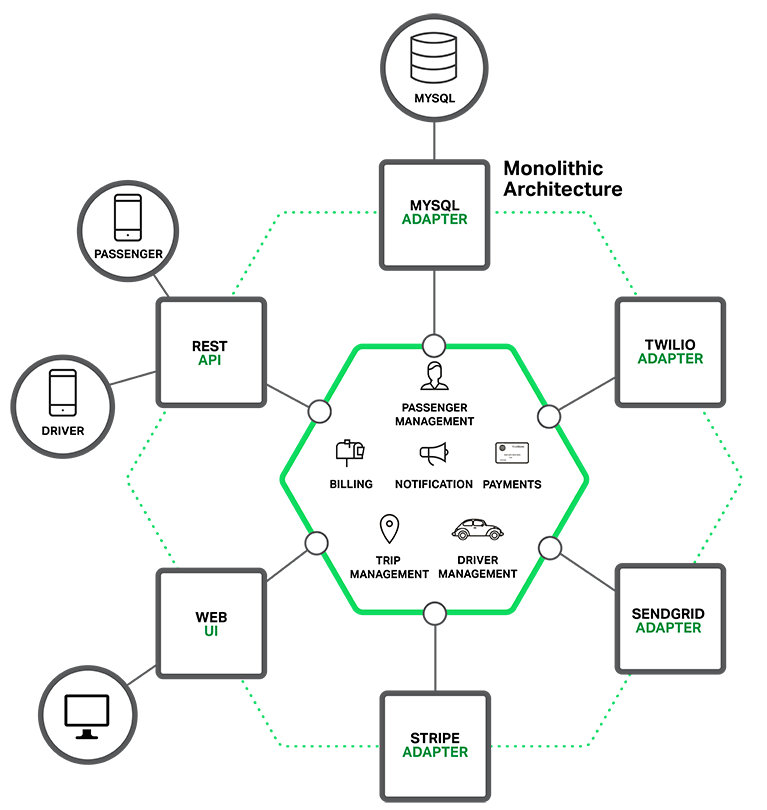 MYSQL
Monolithic
Architecture
MYSQL
ADAPTER
PASSENGER
REST
API
TWILIO
ADAPTER
DRIVER
PASSENGER
MANAGEMENT
BILLING
NOTIFICATION
PAYMENTS
TRIP
MANAGEMENT
DRIVER
MANAGEMENT
WEB
UI
SENDGRID
ADAPTER
STRIPE
ADAPTER